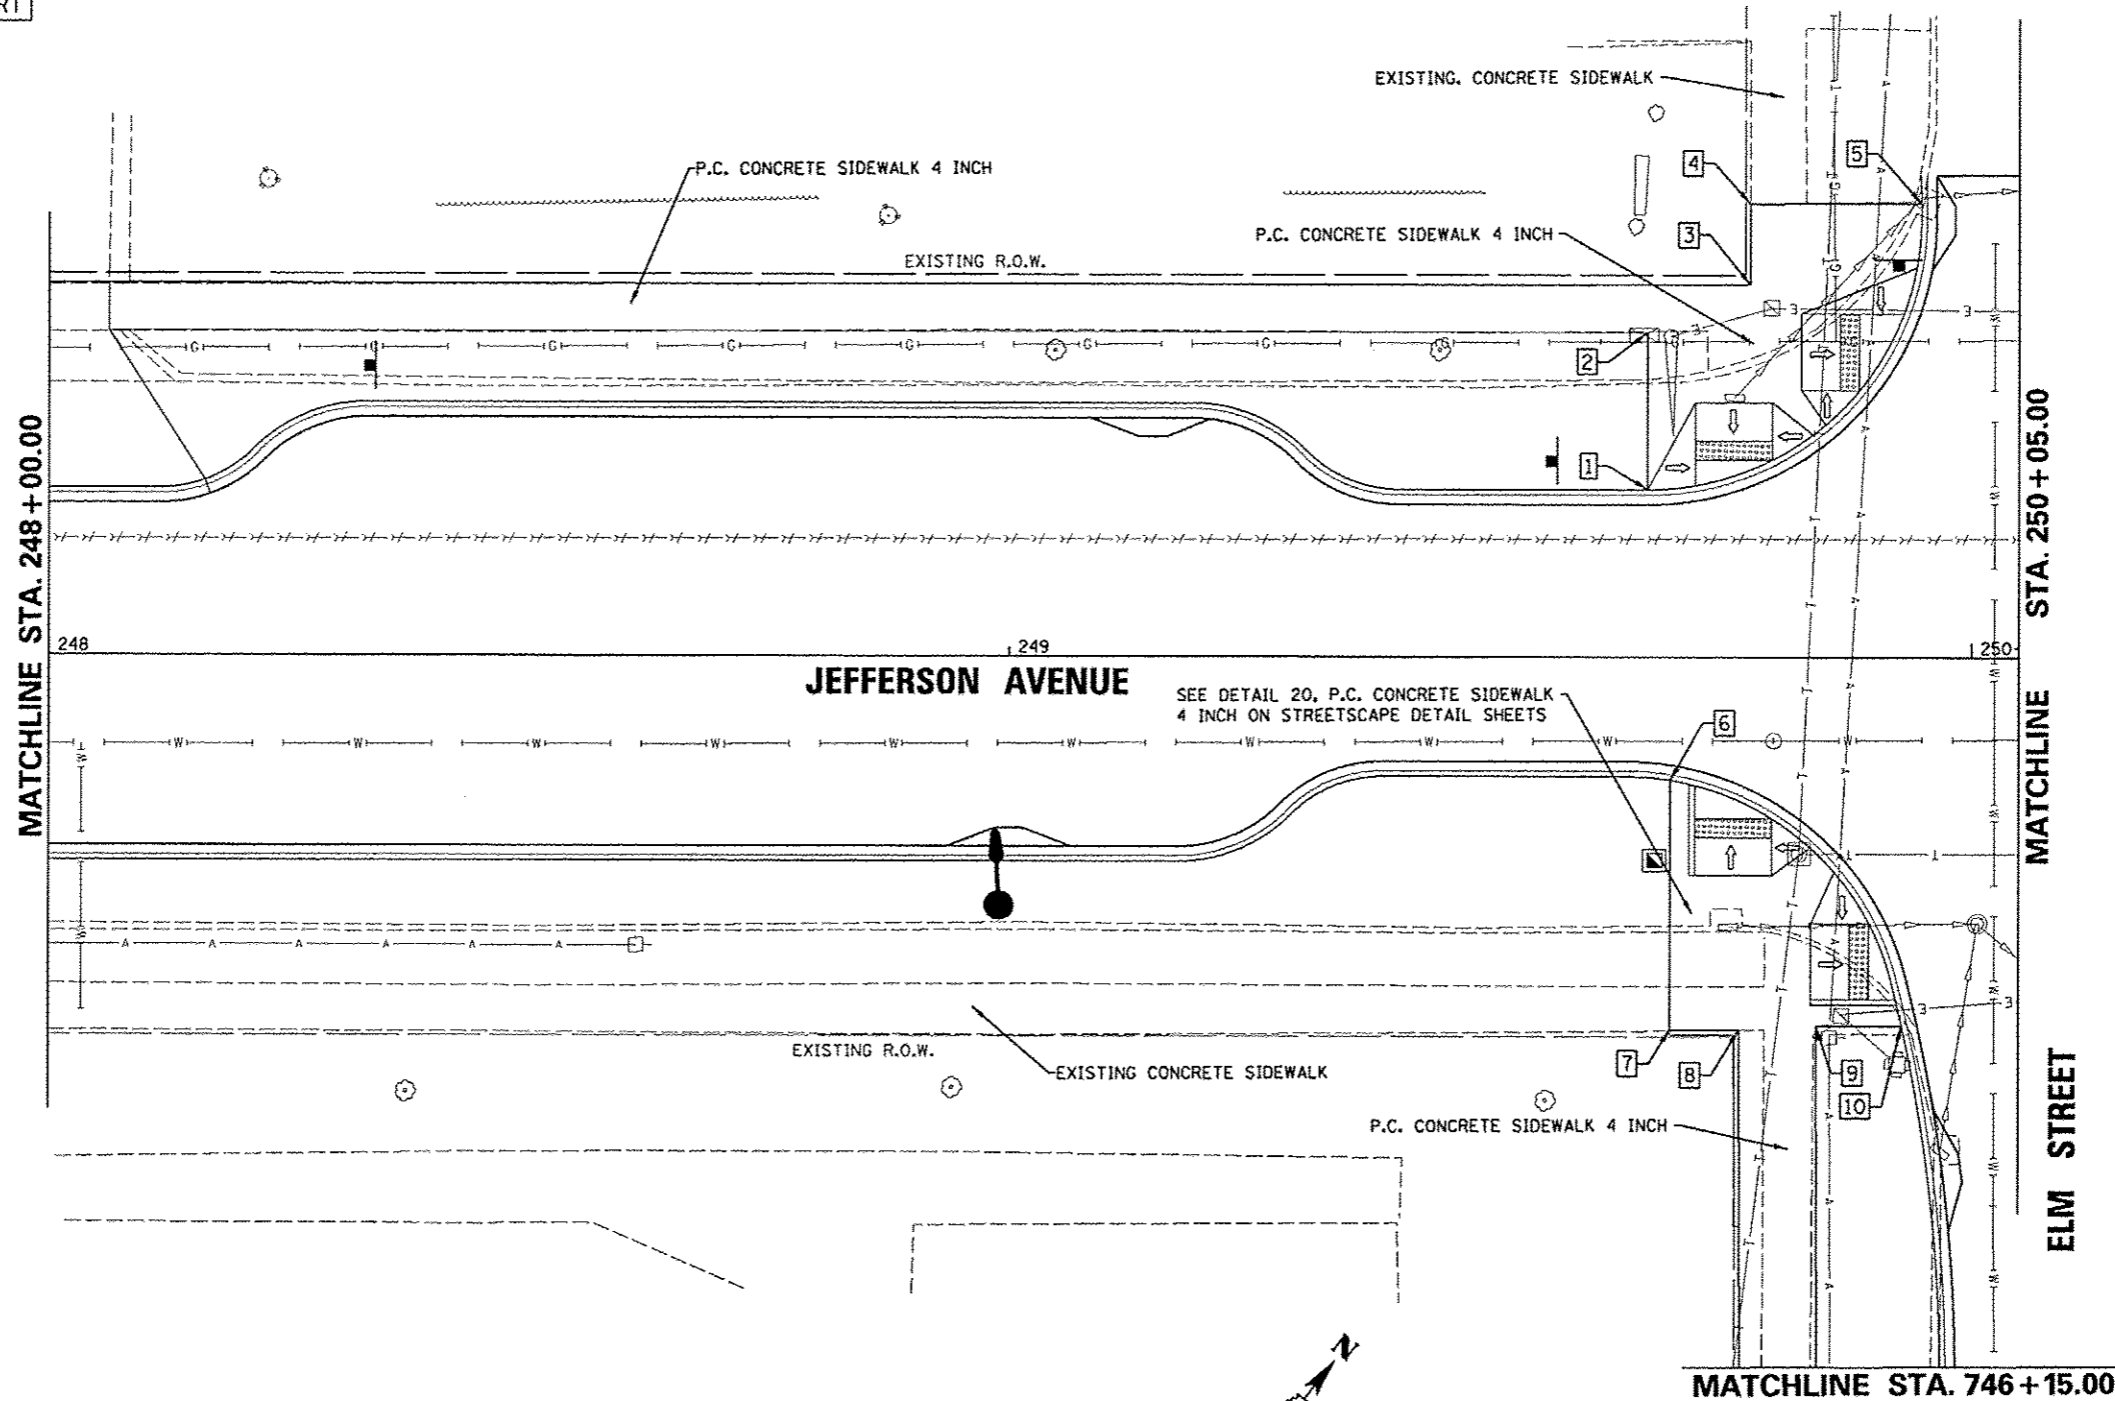 EXISTING. CONCRETE SIDEWALK
P.C. CONCRETE SIDEWALK 4 INCH
4
5
P.C. CONCRETE SIDEWALK 4 INCH
3
EXISTING R.O.W.
2
1
MATCHLINE STA. 248+00.00
MATCHLINE STA. 250+05.00
248
249
250
JEFFERSON AVENUE
SEE DETAIL 20, P.C. CONCRETE SIDEWALK
4 INCH ON STREETSCAPE DETAIL SHEETS
6
EXISTING R.O.W.
EXISTING CONCRETE SIDEWALK
7
8
9
10
P.C. CONCRETE SIDEWALK 4 INCH
ELM STREET
N
MATCHLINE STA. 746+15.00